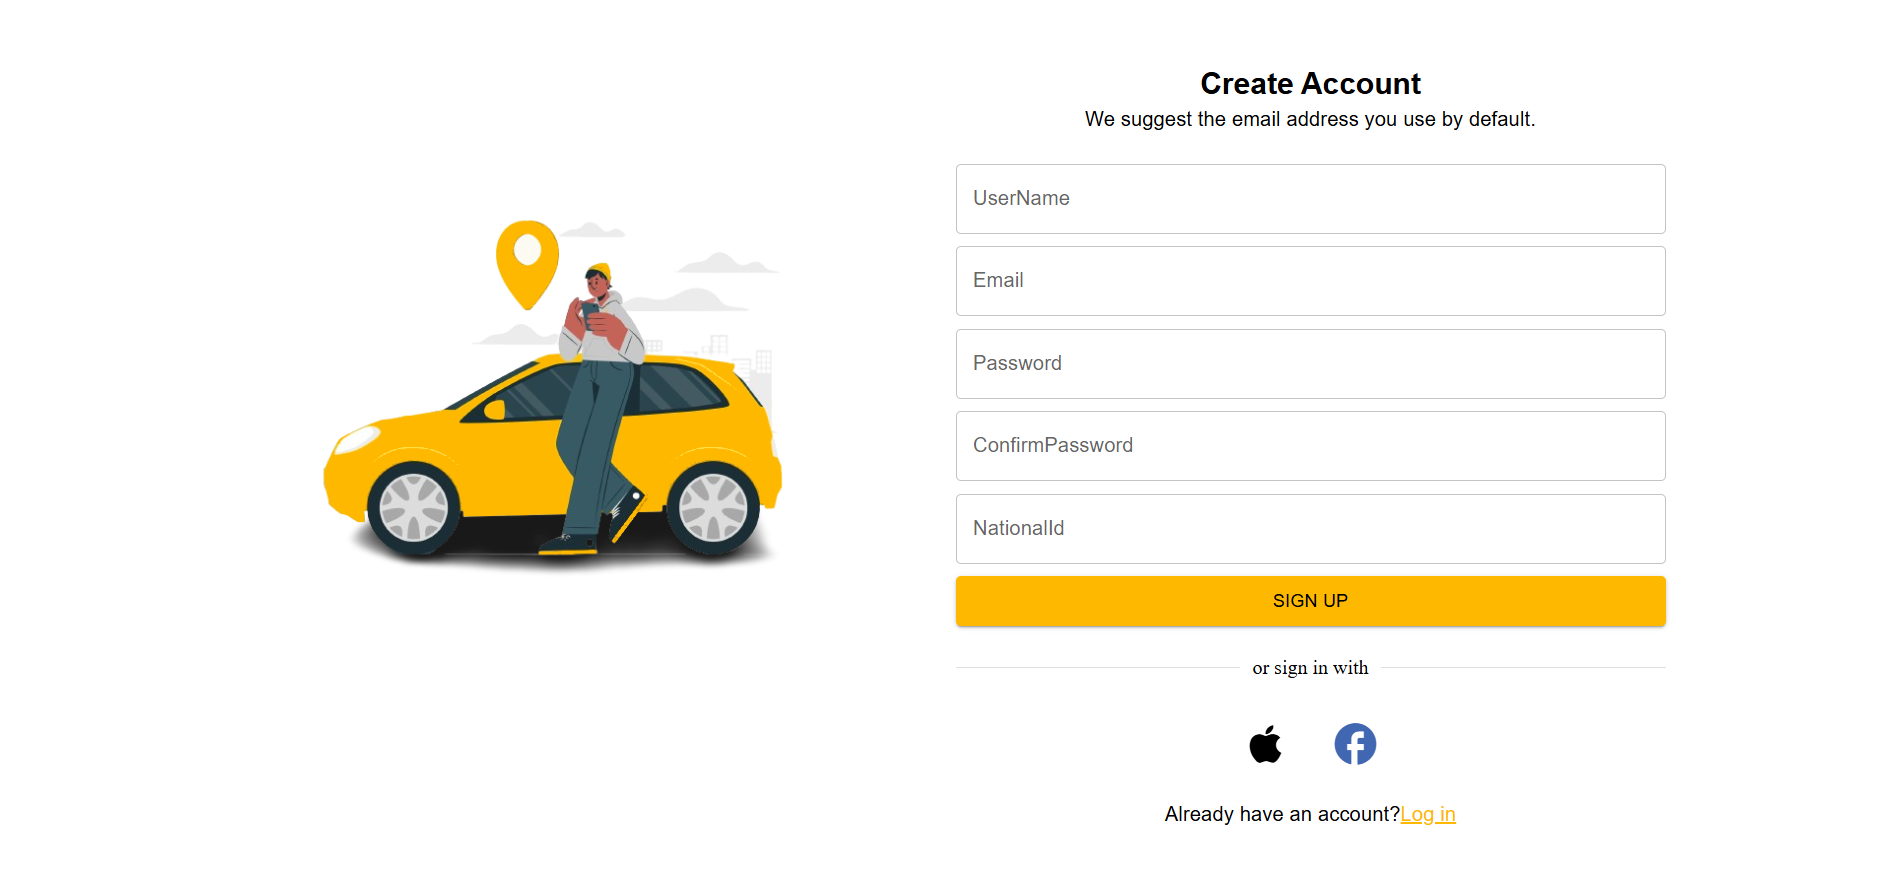 Create Account
We suggest the email address you use by default.
UserName
Email
Password
ConfirmPassword
NationalId
SIGN UP
or sign in with
Already have an account?Log in